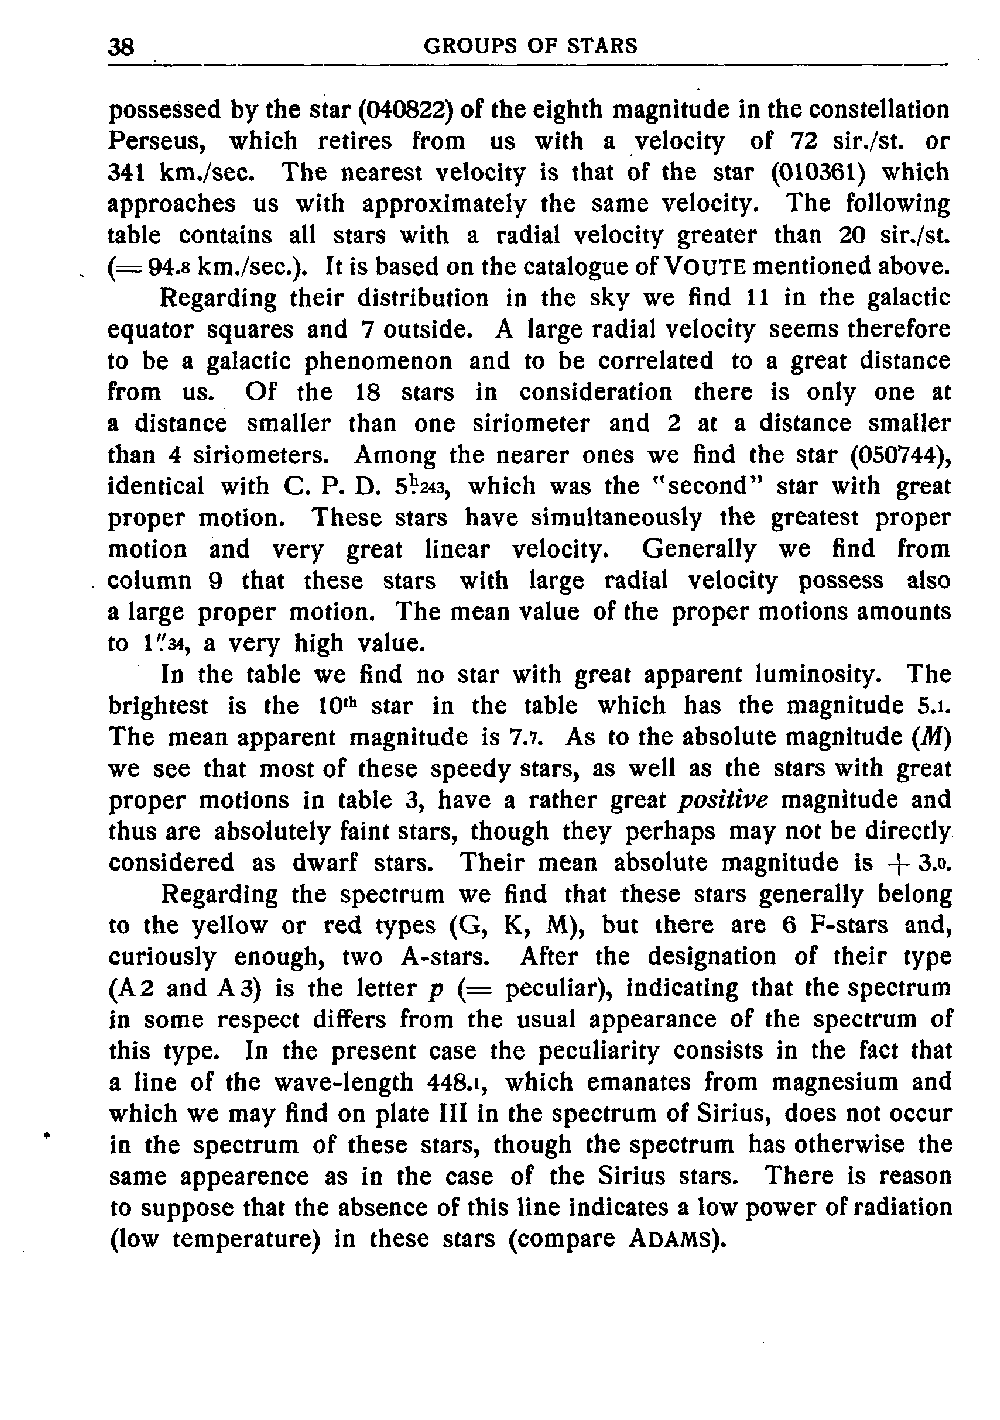 38 GROUPS OF STARS
possessed by the star (040822) of the eighth magnitude in the constellation
Perseus, which retires from us with a velocity of 72 sir./st. or
341 km./sec. The nearest velocity is that of the star (010361) which
approaches us with approximately the same velocity. The following
table contains all stars with a radial velocity greater than 20 sir./st.
(= 94.8 km./sec.). It is based on the catalogue of VOUTE mentioned above.
Regarding their distribution in the sky we find 11 in the galactic
equator squares and 7 outside. A large radial velocity seems therefore
to be a galactic phenomenon and to be correlated to a great distance
from us. Of the 18 stars in consideration there is only one at
a distance smaller than one siriometer and 2 at a distance smaller
than 4 siriometers. Among the nearer ones we find the star (050744),
identical with C. P. D. 5ʰ.243, which was the "second" star with great
proper motion. These stars have simultaneously the greatest proper
motion and very great linear velocity. Generally we find from
column 9 that these stars with large radial velocity possess also
a large proper motion. The mean value of the proper motions amounts
to 1″.34, a very high value.
In the table we find no star with great apparent luminosity. The
brightest is the 10th star in the table which has the magnitude 5.1.
The mean apparent magnitude is 7.7. As to the absolute magnitude (M)
we see that most of these speedy stars, as well as the stars with great
proper motions in table 3, have a rather great positive magnitude and
thus are absolutely faint stars, though they perhaps may not be directly
considered as dwarf stars. Their mean absolute magnitude is + 3.0.
Regarding the spectrum we find that these stars generally belong
to the yellow or red types (G, K, M), but there are 6 F-stars and,
curiously enough, two A-stars. After the designation of their type
(A2 and A3) is the letter p (= peculiar), indicating that the spectrum
in some respect differs from the usual appearance of the spectrum of
this type. In the present case the peculiarity consists in the fact that
a line of the wave-length 448.1, which emanates from magnesium and
which we may find on plate III in the spectrum of Sirius, does not occur
in the spectrum of these stars, though the spectrum has otherwise the
same appearence as in the case of the Sirius stars. There is reason
to suppose that the absence of this line indicates a low power of radiation
(low temperature) in these stars (compare ADAMS).